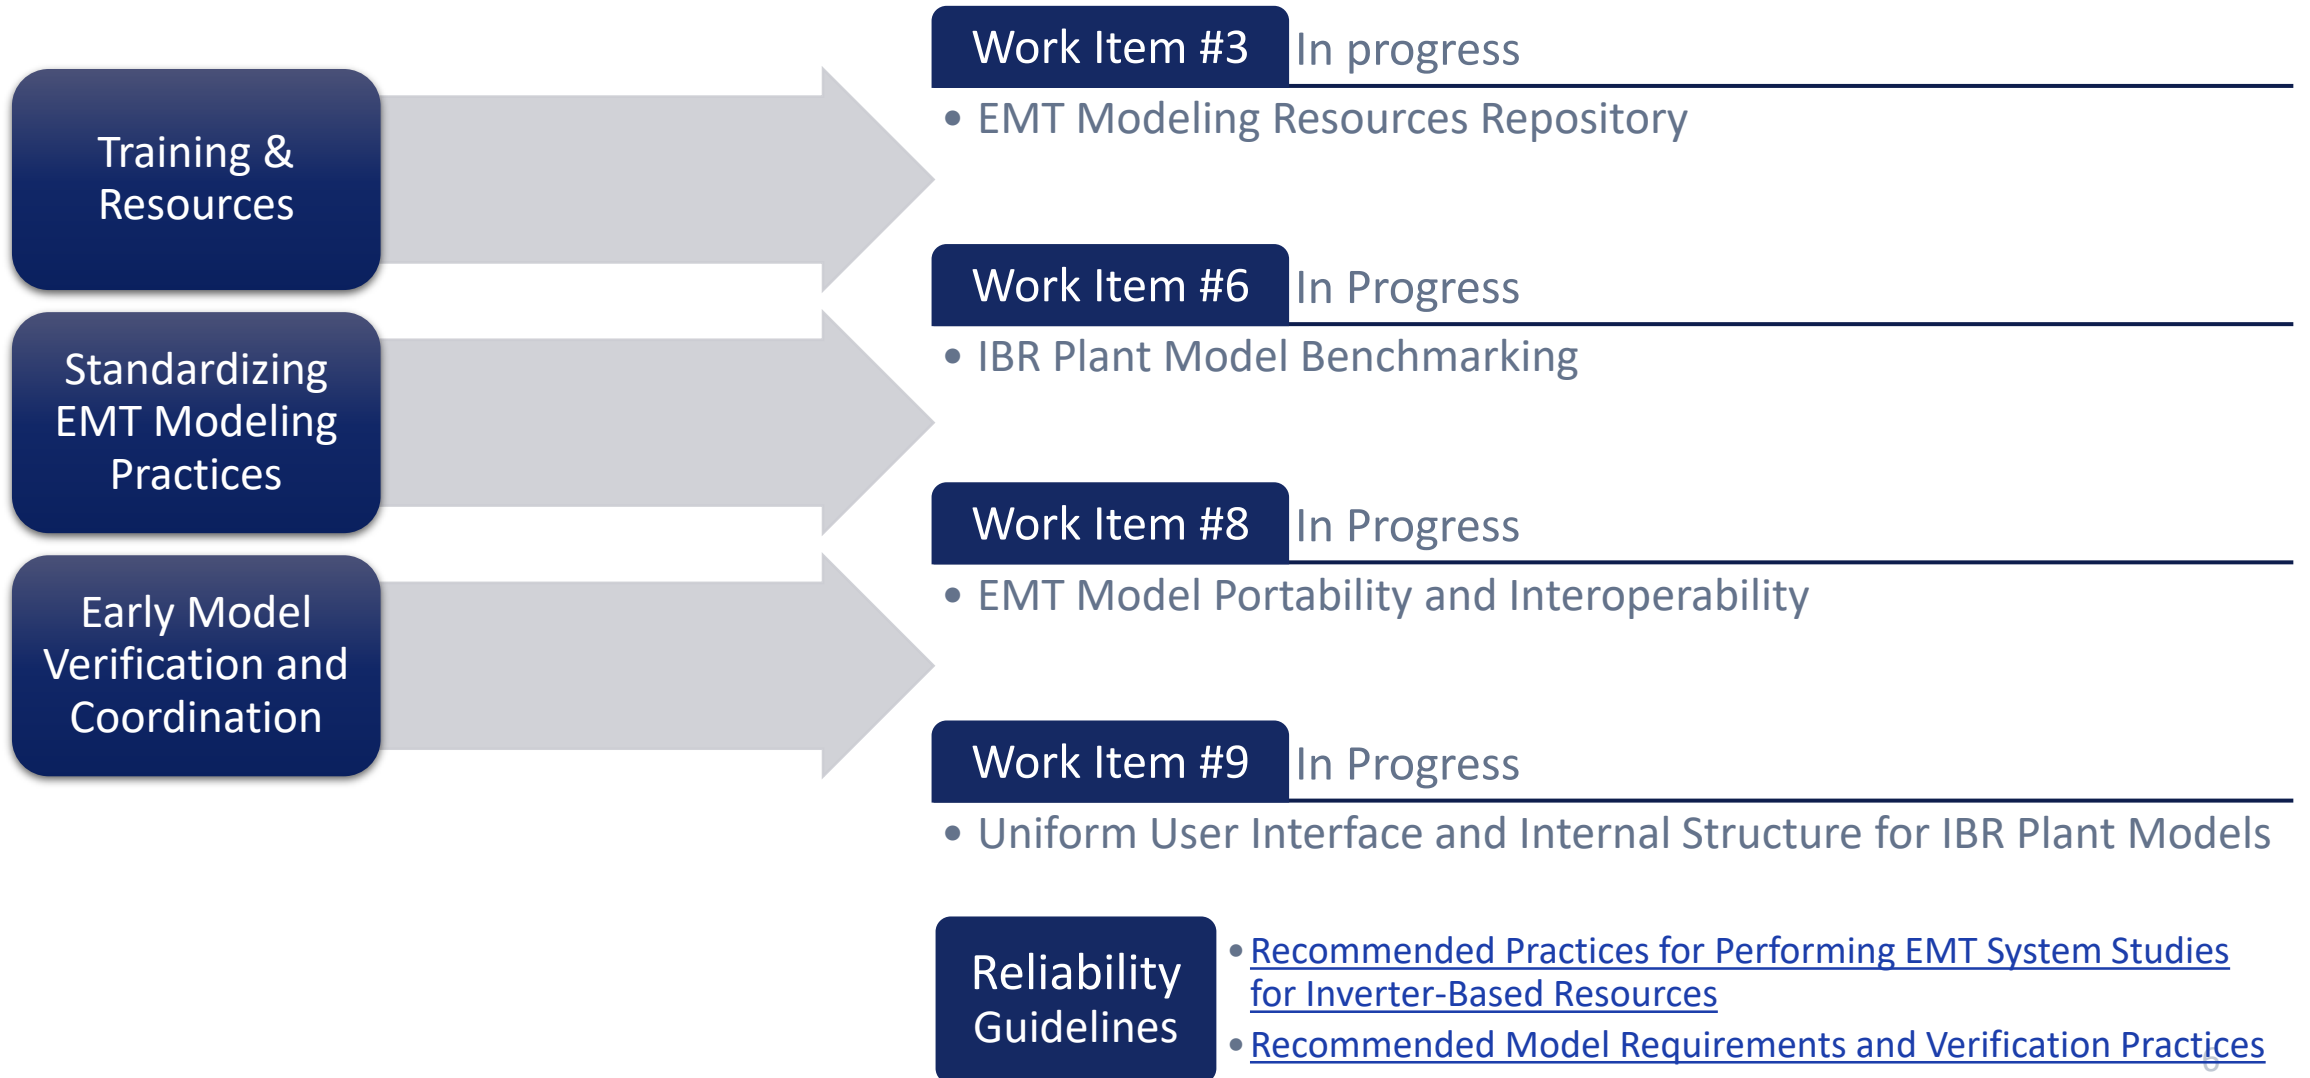 Training &
Resources
Standardizing
EMT Modeling
Practices
Early Model
Verification and
Coordination
Work Item #3 In progress
• EMT Modeling Resources Repository
Work Item #6 In Progress
• IBR Plant Model Benchmarking
Work Item #8 In Progress
• EMT Model Portability and Interoperability
Work Item #9 In Progress
• Uniform User Interface and Internal Structure for IBR Plant Models
Reliability
Guidelines
• Recommended Practices for Performing EMT System Studies
for Inverter-Based Resources
• Recommended Model Requirements and Verification Practices
6